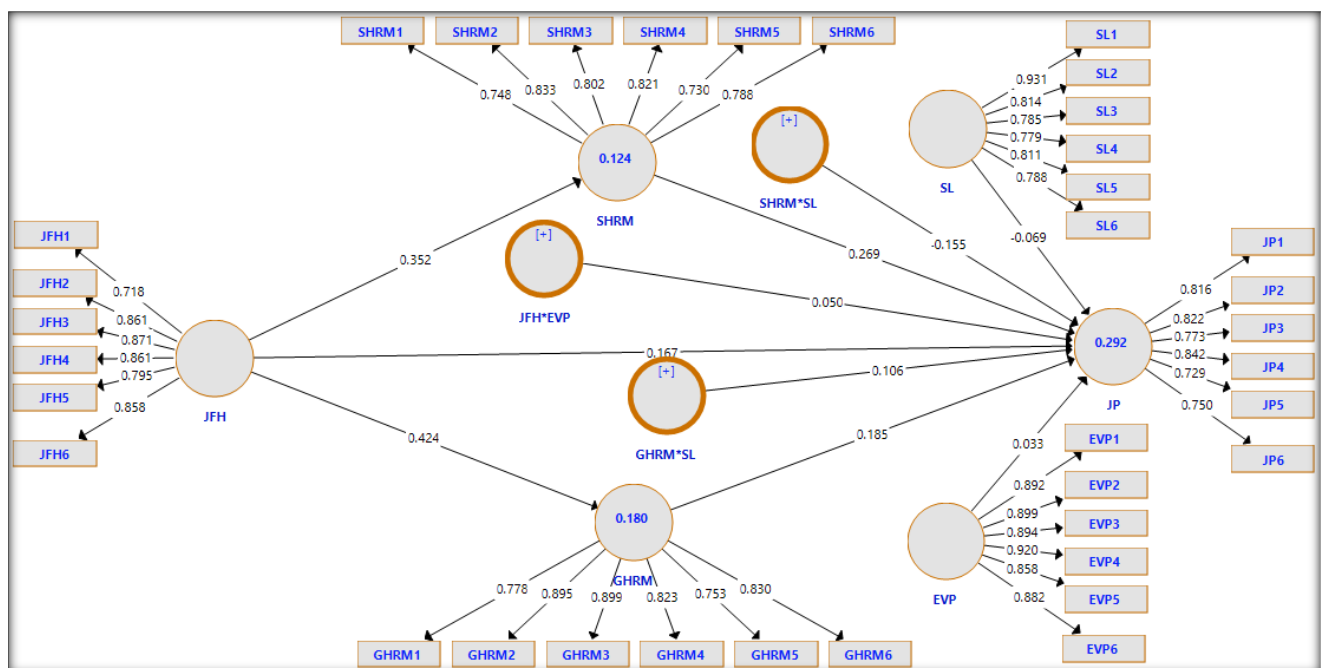 SHRM1 SHRM2 SHRM3 SHRM4 SHRM5 SHRM6
0.748 0.833 0.802 0.821 0.730 0.788
0.124
SHRM
[+]
SHRM*SL
SL
SL1
SL2
SL3
SL4
SL5
SL6
0.931
0.814
0.785
0.779
0.811
0.788
JFH1
JFH2
JFH3
JFH4
JFH5
JFH6
0.718
0.861
0.871
0.861
0.795
0.858
JFH
0.352
[+]
JFH*EVP
0.269
-0.155
-0.069
0.050
0.167
[+]
GHRM*SL
0.106
0.424
0.185
0.033
0.292
JP
JP1
JP2
JP3
JP4
JP5
JP6
0.816
0.822
0.773
0.842
0.729
0.750
0.180
GHRM
0.778 0.895 0.899 0.823 0.753 0.830
GHRM1 GHRM2 GHRM3 GHRM4 GHRM5 GHRM6
EVP
EVP1
EVP2
EVP3
EVP4
EVP5
EVP6
0.892
0.899
0.894
0.920
0.858
0.882